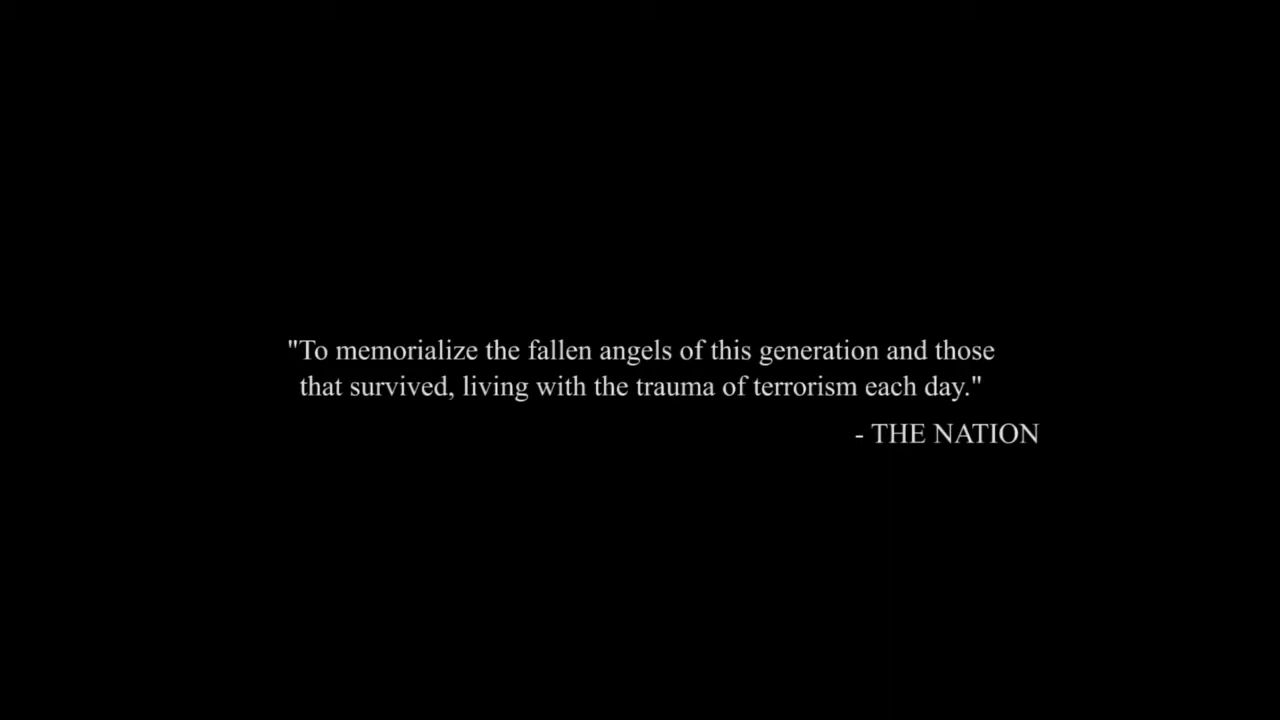 "To memorialize the fallen angels of this generation and those
that survived, living with the trauma of terrorism each day."
- THE NATION